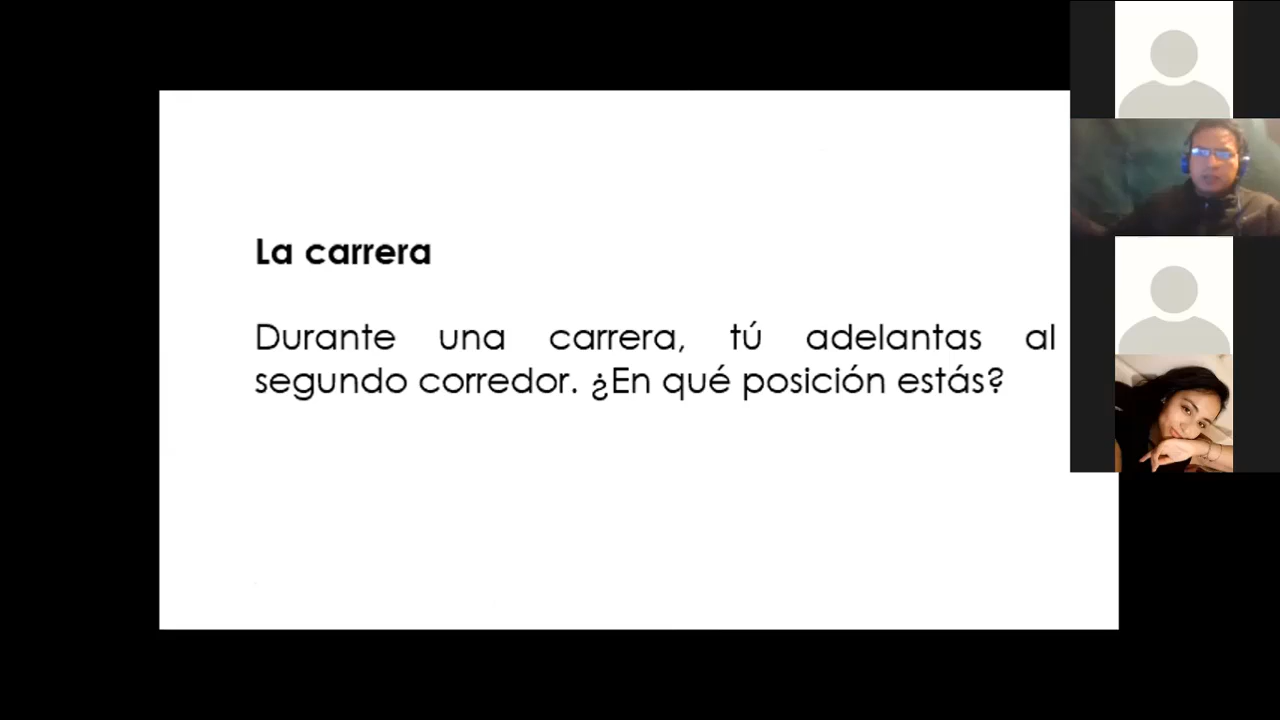 La carrera
Durante una carrera, tú adelantas al
segundo corredor. ¿En qué posición estás?